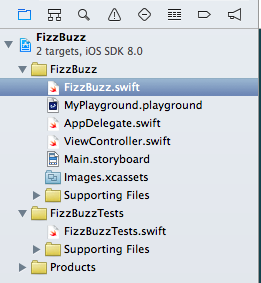 FizzBuzz
2 targets, iOS SDK 8.0
FizzBuzz
FizzBuzz.swift
MyPlayground.playground
AppDelegate.swift
ViewController.swift
Main.storyboard
Images.xcassets
Supporting Files
FizzBuzzTests
FizzBuzzTests.swift
Supporting Files
Products